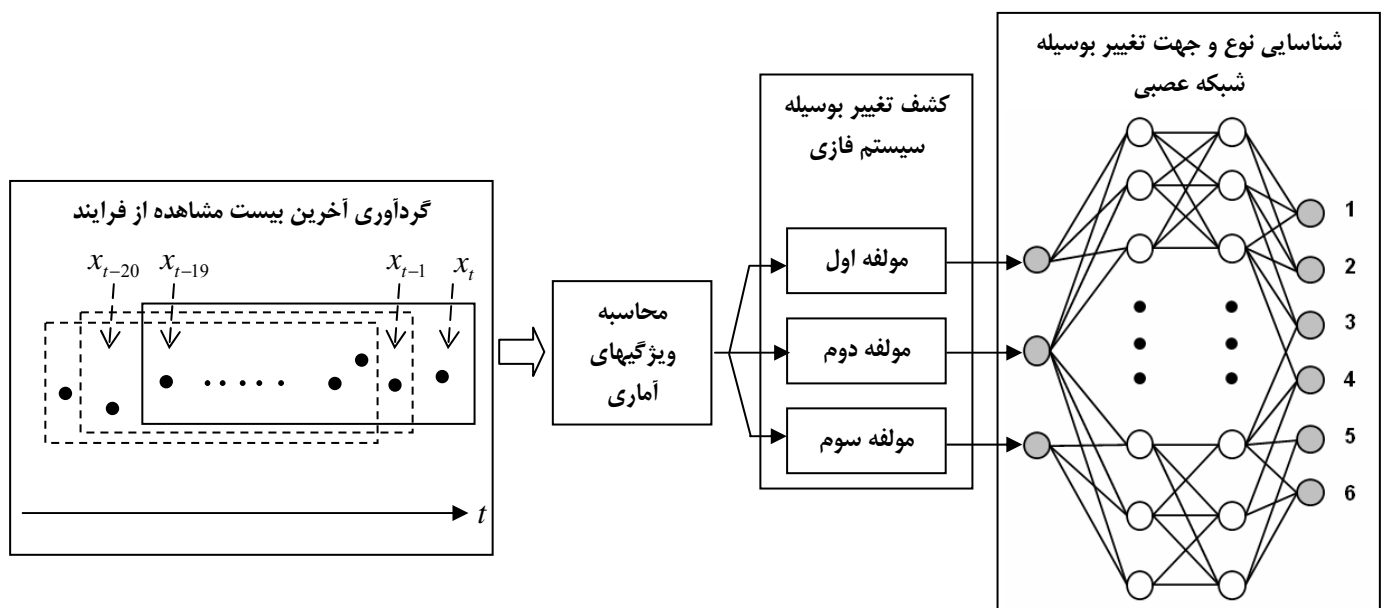 گردآوری آخرین بیست مشاهده از فرایند
x_{t-20} x_{t-19} x_{t-1} x_t
t
محاسبه
ویژگیهای
آماری
کشف تغییر بوسیله
سیستم فازی
مولفه اول
مولفه دوم
مولفه سوم
شناسایی نوع و جهت تغییر بوسیله
شبکه عصبی
1
2
3
4
5
6